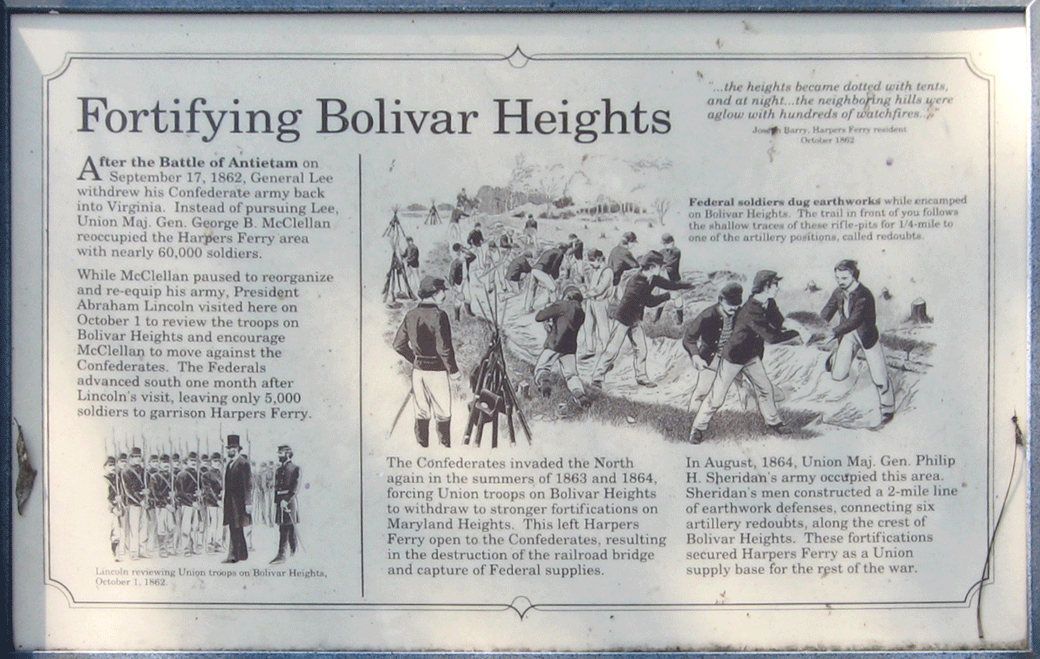 Fortifying Bolivar Heights
"...the heights became dotted with tents,
and at night...the neighboring hills were
aglow with hundreds of watchfires..."
Joseph Barry, Harpers Ferry resident
October 1862
After the Battle of Antietam on
September 17, 1862, General Lee
withdrew his Confederate army back
into Virginia. Instead of pursuing Lee,
Union Maj. Gen. George B. McClellan
reoccupied the Harpers Ferry area
with nearly 60,000 soldiers.
While McClellan paused to reorganize
and re-equip his army, President
Abraham Lincoln visited here on
October 1 to review the troops on
Bolivar Heights and encourage
McClellan to move against the
Confederates. The Federals
advanced south one month after
Lincoln's visit, leaving only 5,000
soldiers to garrison Harpers Ferry.
Lincoln reviewing Union troops on Bolivar Heights,
October 1, 1862.
Federal soldiers dug earthworks while encamped
on Bolivar Heights. The trail in front of you follows
the shallow traces of these rifle-pits for 1/4-mile to
one of the artillery positions, called redoubts.
The Confederates invaded the North
again in the summers of 1863 and 1864,
forcing Union troops on Bolivar Heights
to withdraw to stronger fortifications on
Maryland Heights. This left Harpers
Ferry open to the Confederates, resulting
in the destruction of the railroad bridge
and capture of Federal supplies.
In August, 1864, Union Maj. Gen. Philip
H. Sheridan's army occupied this area.
Sheridan's men constructed a 2-mile line
of earthwork defenses, connecting six
artillery redoubts, along the crest of
Bolivar Heights. These fortifications
secured Harpers Ferry as a Union
supply base for the rest of the war.